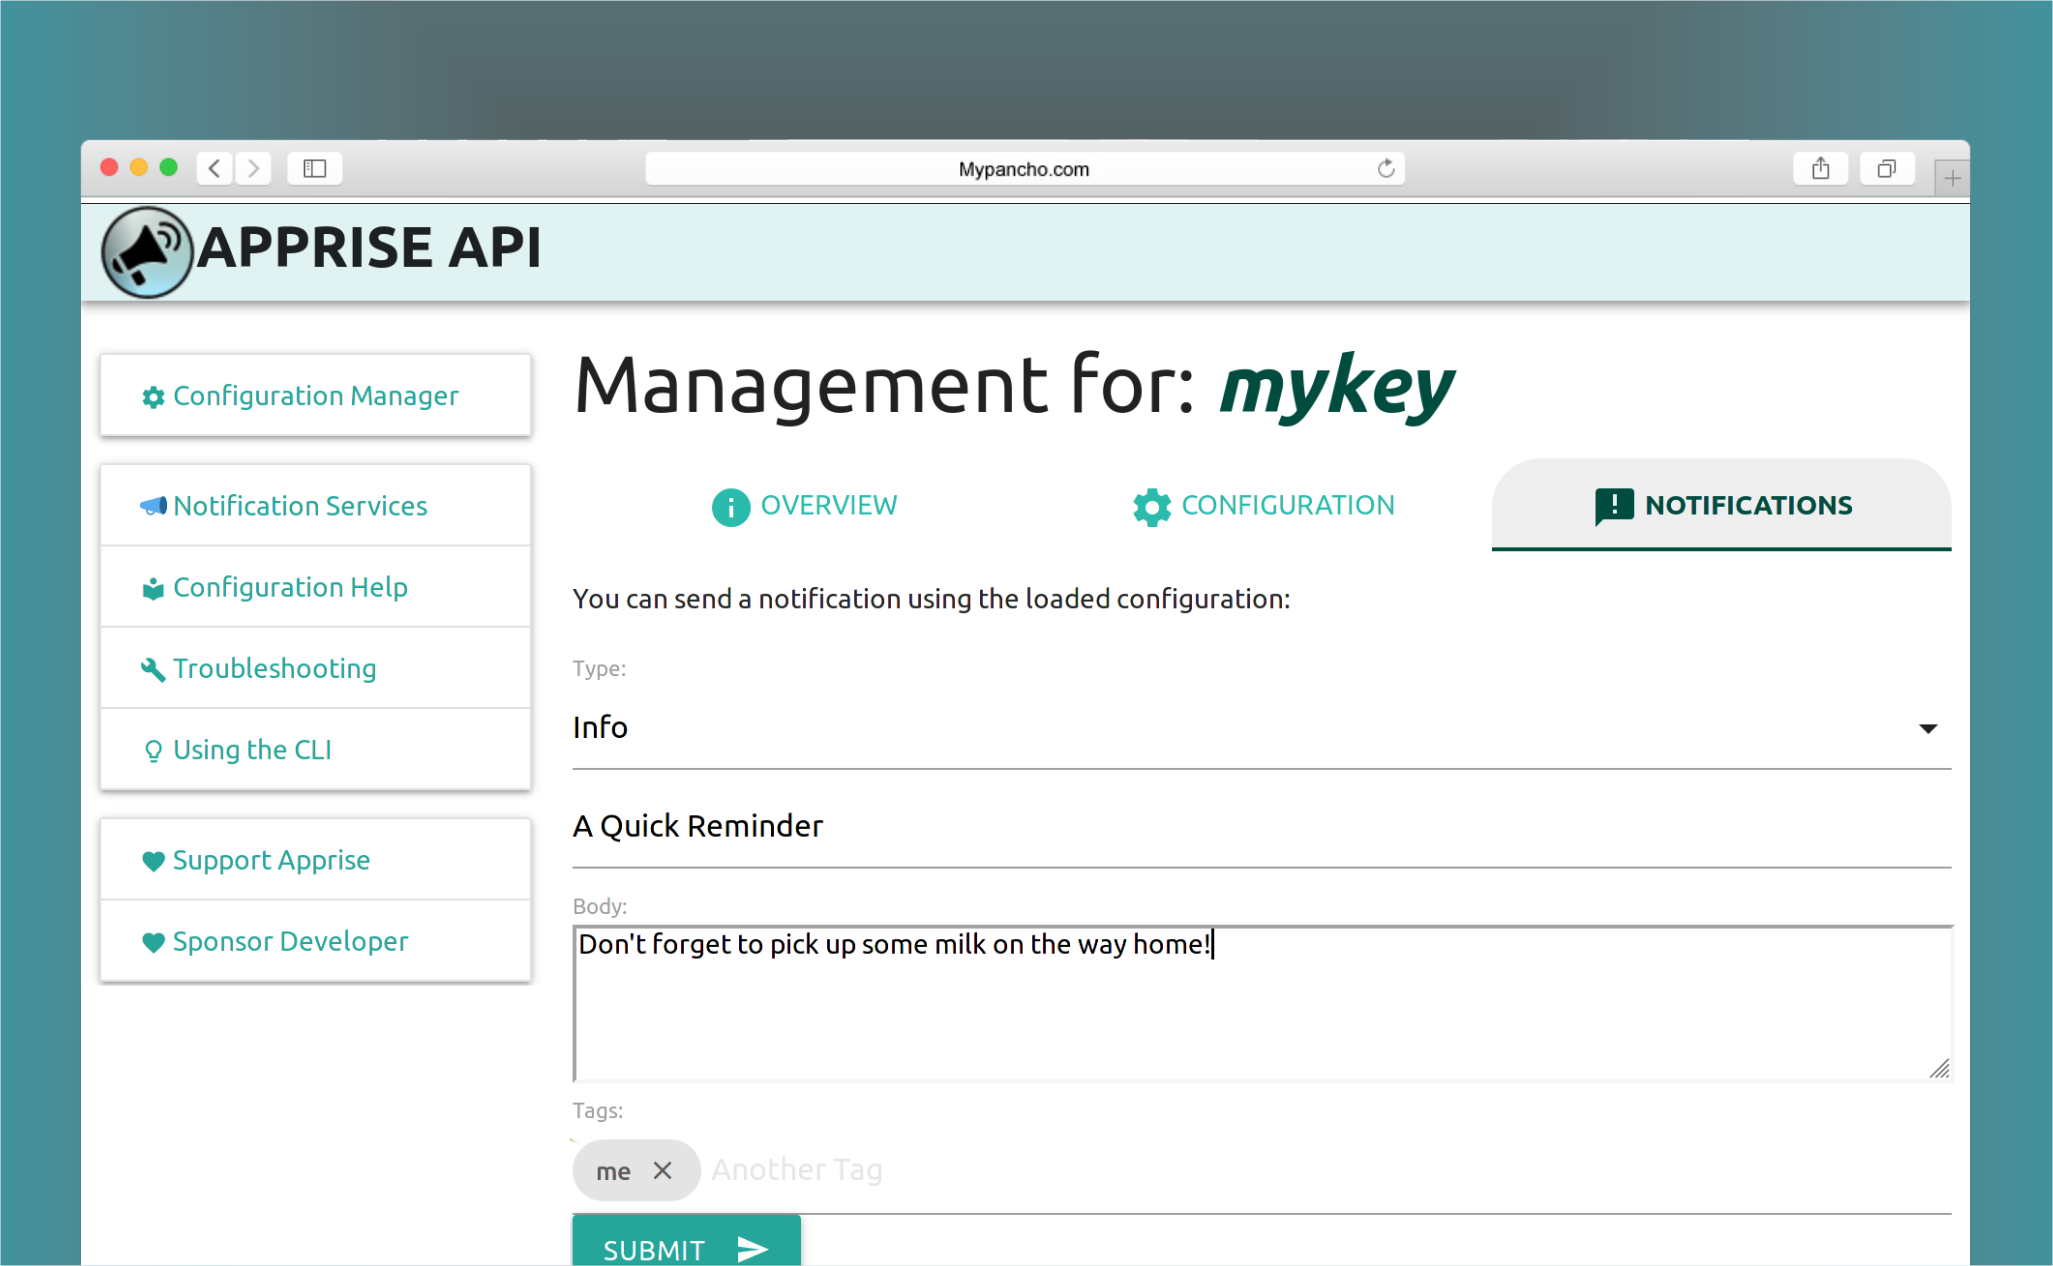 Mypancho.com
APPRISE API
Configuration Manager
Notification Services
Configuration Help
Troubleshooting
Using the CLI
Support Apprise
Sponsor Developer
Management for: mykey
OVERVIEW
CONFIGURATION
NOTIFICATIONS
You can send a notification using the loaded configuration:
Type:
Info
A Quick Reminder
Body:
Don't forget to pick up some milk on the way home!
Tags:
me
Another Tag
SUBMIT